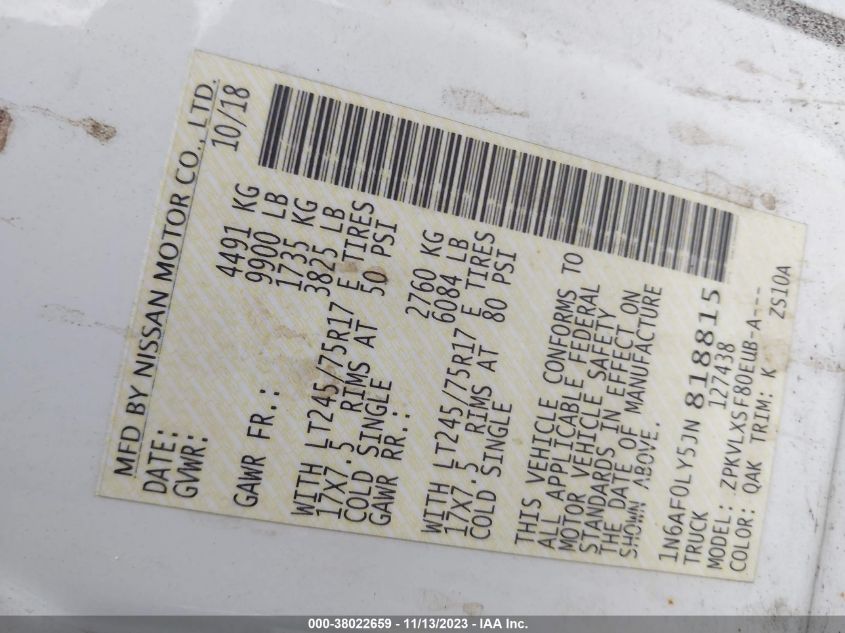 MFD BY NISSAN MOTOR CO., LTD.
DATE: 10/18
GVWR: 4491 KG
9900 LB
GAWR FR.: 1735 KG
3825 LB
WITH LT245/75R17 E TIRES
17X7.5 RIMS AT 50 PSI
COLD SINGLE
GAWR RR.: 2760 KG
6084 LB
WITH LT245/75R17 E TIRES
17X7.5 RIMS AT 80 PSI
COLD SINGLE
THIS VEHICLE CONFORMS TO
ALL APPLICABLE FEDERAL
MOTOR VEHICLE SAFETY
STANDARDS IN EFFECT ON
THE DATE OF MANUFACTURE
SHOWN ABOVE.
1N6AF0LY5JN 818815
TRUCK 127438
MODEL: ZPKVLXSF80EUB-A---
COLOR: QAK TRIM: K ZS10A
000-38022659 - 11/13/2023 - IAA Inc.